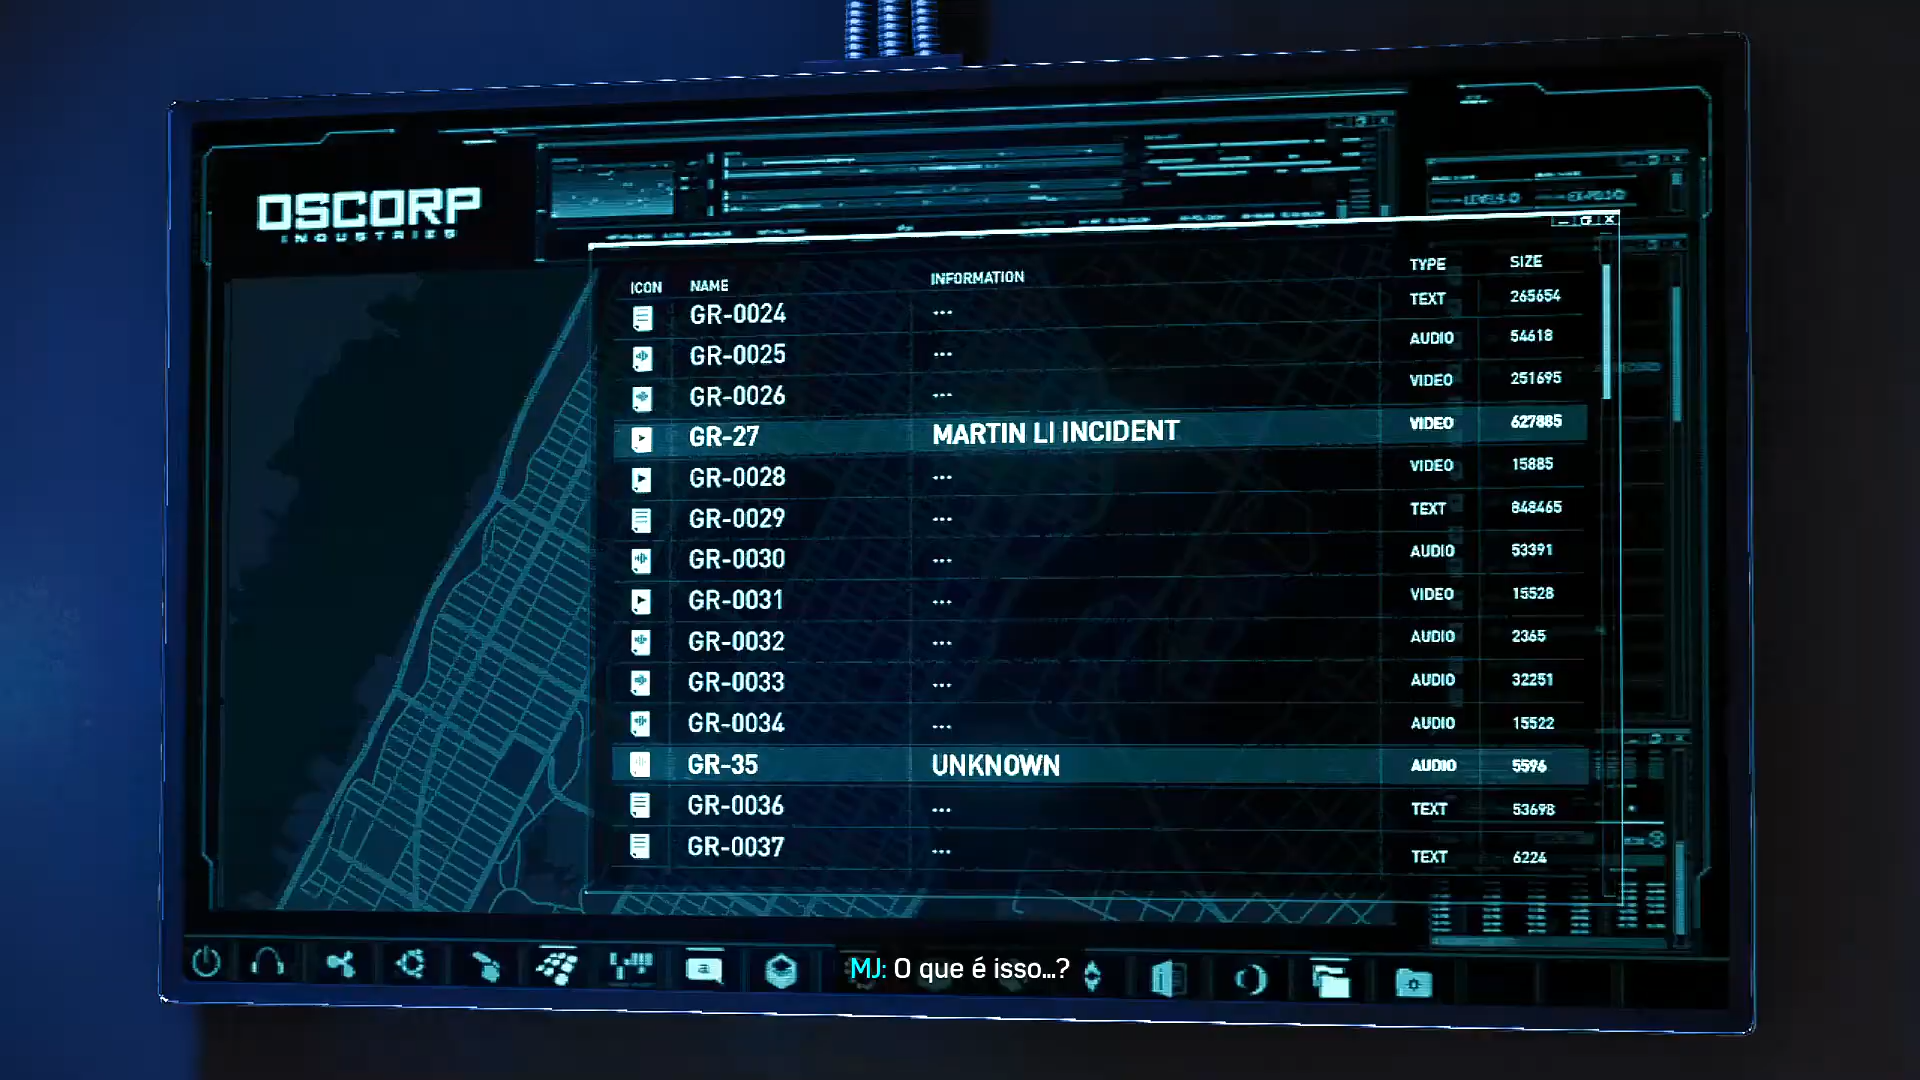 OSCORP
INDUSTRIES
ICON NAME INFORMATION TYPE SIZE
GR-0024 ... TEXT 265654
GR-0025 ... AUDIO 54618
GR-0026 ... VIDEO 251695
GR-27 MARTIN LI INCIDENT VIDEO 627885
GR-0028 ... VIDEO 15885
GR-0029 ... TEXT 848465
GR-0030 ... AUDIO 53391
GR-0031 ... VIDEO 15528
GR-0032 ... AUDIO 2365
GR-0033 ... AUDIO 32251
GR-0034 ... AUDIO 15522
GR-35 UNKNOWN AUDIO 5596
GR-0036 ... TEXT 53698
GR-0037 ... TEXT 6224
MJ: O que é isso...?